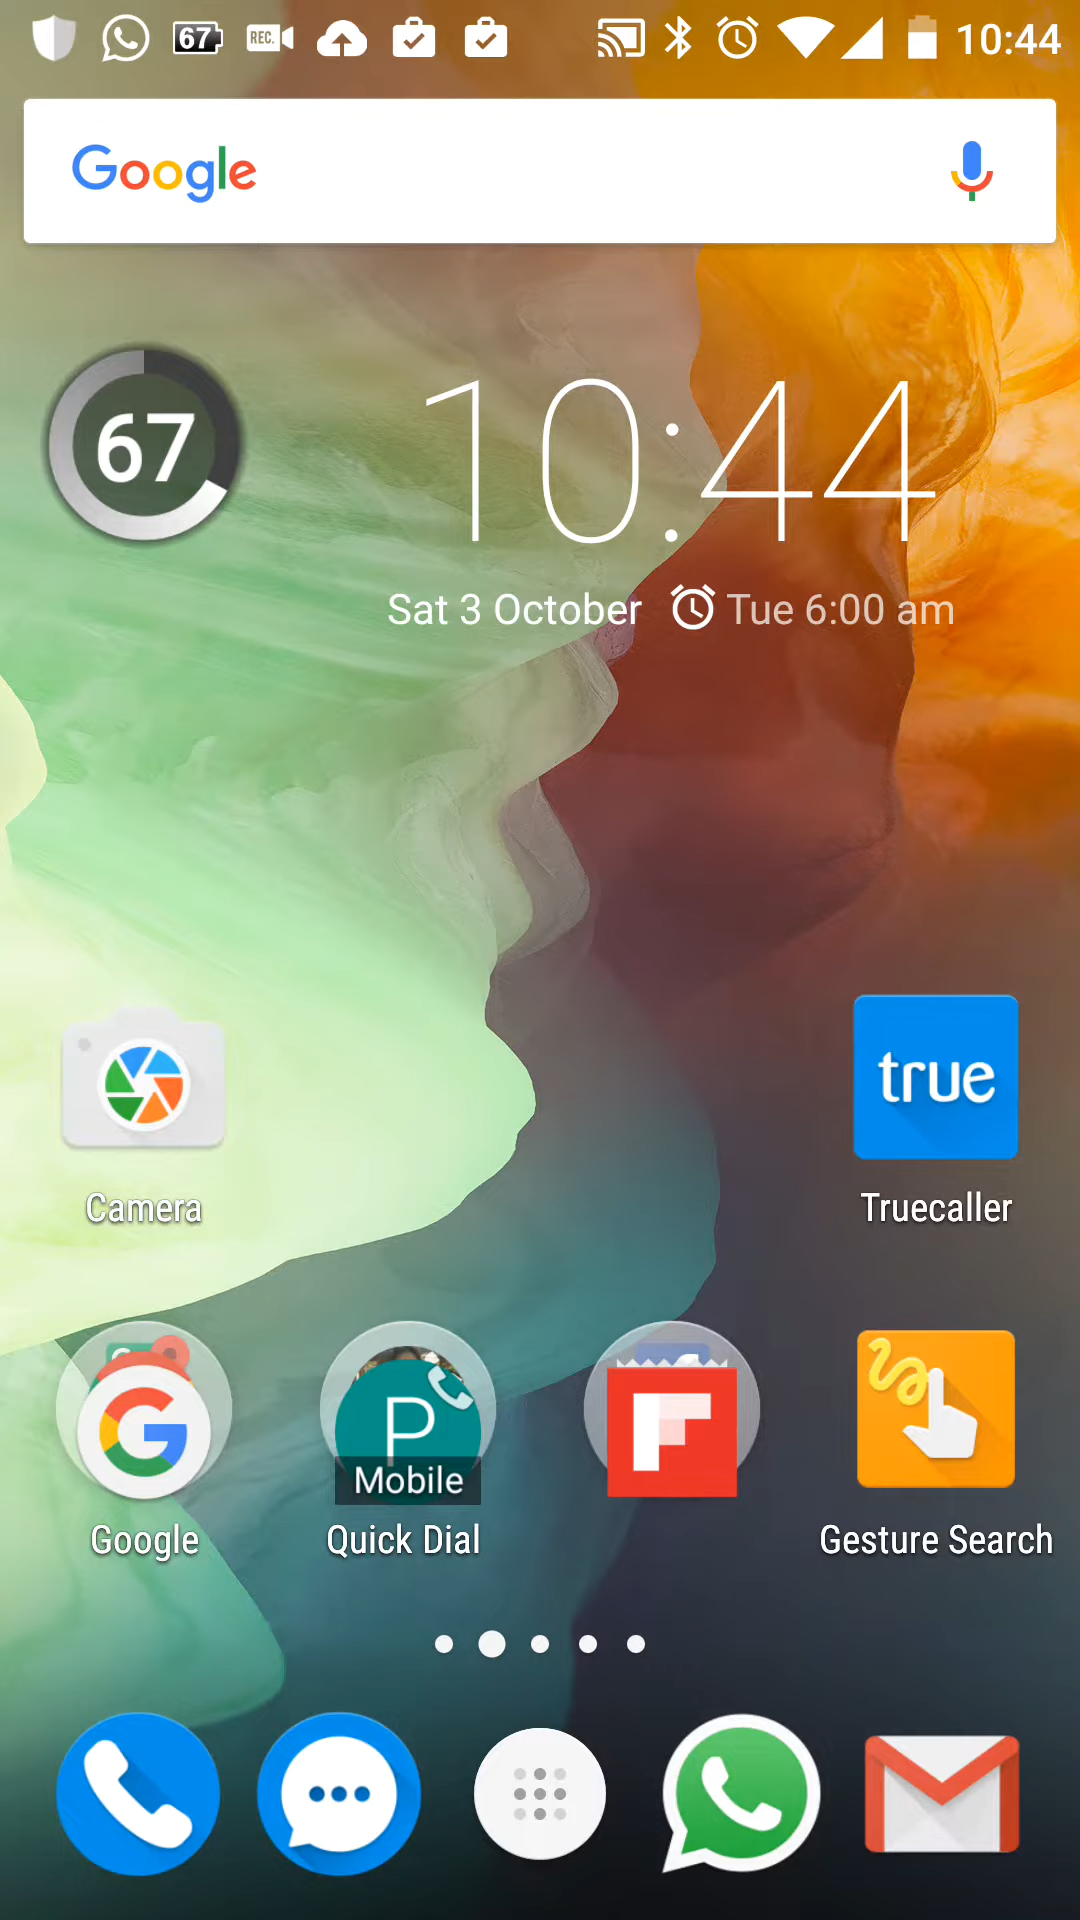 67 REC. 10:44
Google
67
10:44
Sat 3 October Tue 6:00 am
true
Camera Truecaller
P
Mobile
Google Quick Dial Gesture Search